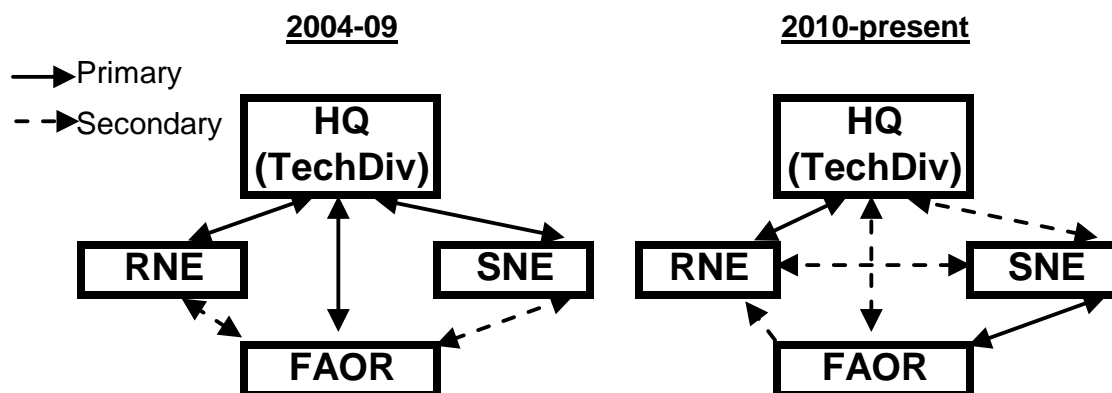 2004-09
2010-present
Primary
Secondary
HQ
(TechDiv)
RNE
SNE
FAOR
HQ
(TechDiv)
RNE
SNE
FAOR